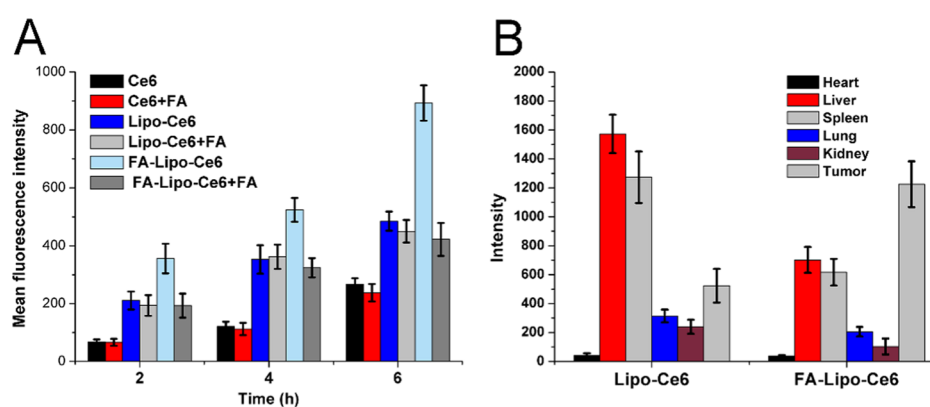 A
Mean fluorescence intensity
1000
800
600
400
200
0
Ce6
Ce6+FA
Lipo-Ce6
Lipo-Ce6+FA
FA-Lipo-Ce6
FA-Lipo-Ce6+FA
2 4 6
Time (h)
B
Intensity
2000
1800
1600
1400
1200
1000
800
600
400
200
0
Heart
Liver
Spleen
Lung
Kidney
Tumor
Lipo-Ce6 FA-Lipo-Ce6